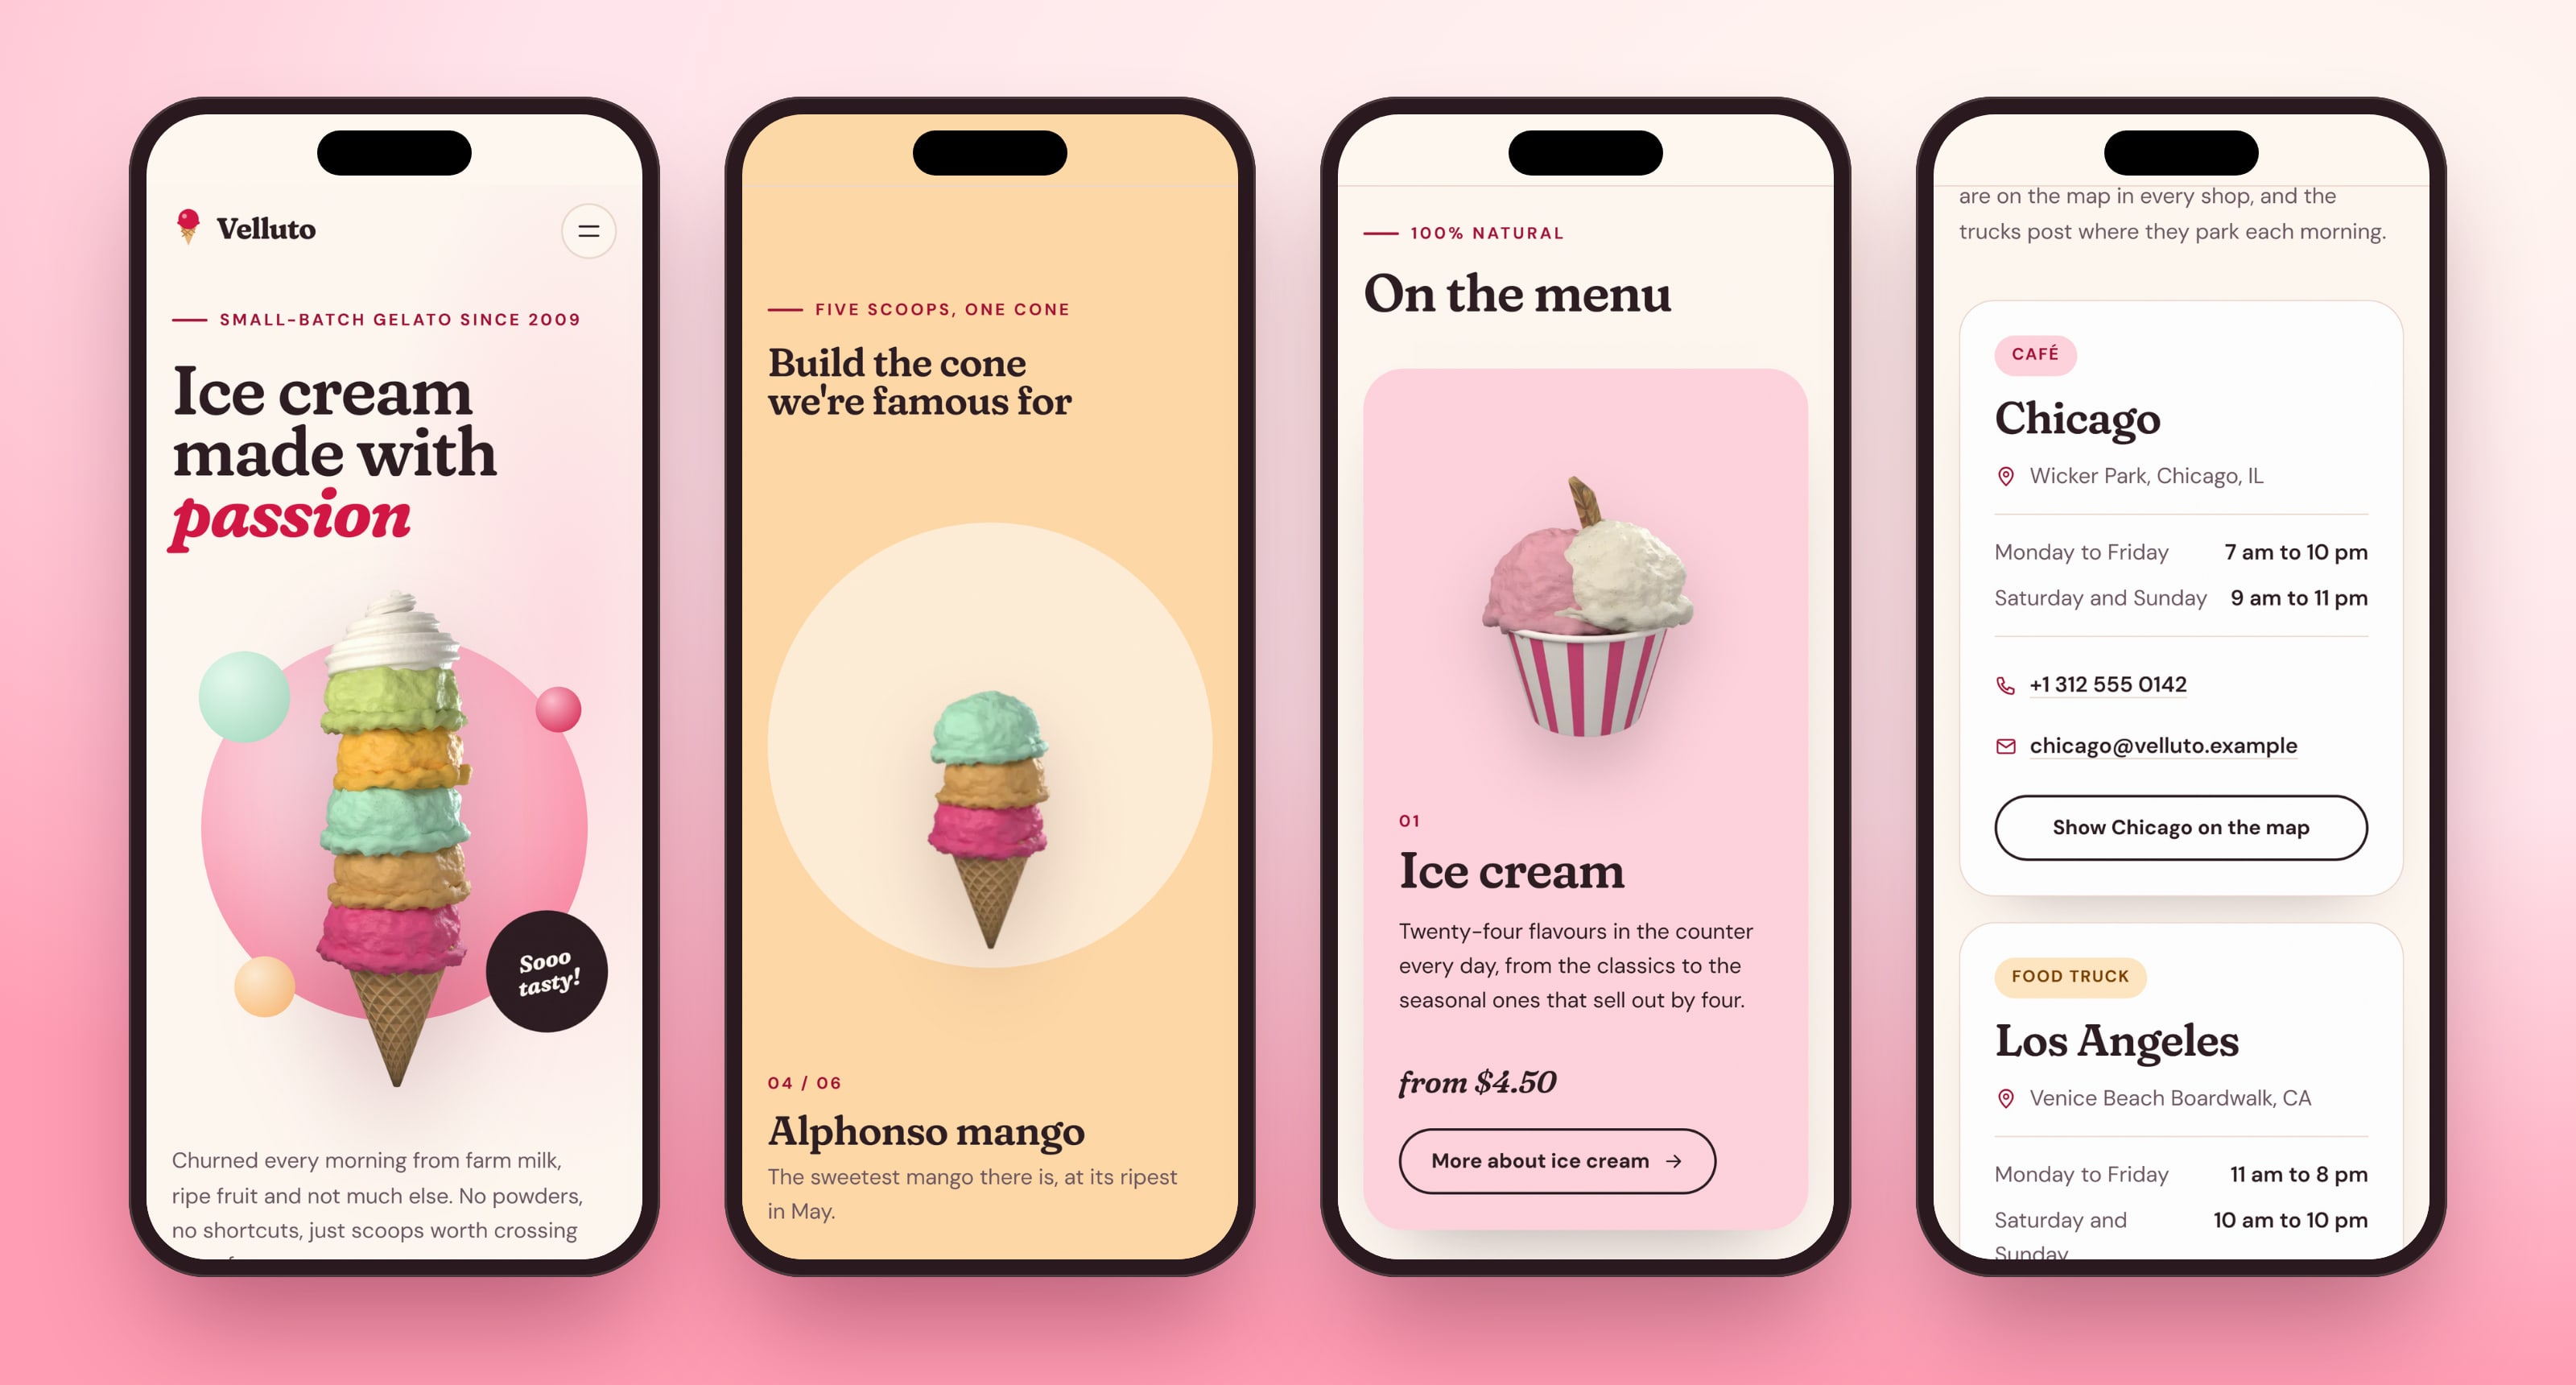 Velluto
SMALL-BATCH GELATO SINCE 2009
Ice cream
made with
passion
Sooo
tasty!
Churned every morning from farm milk,
ripe fruit and not much else. No powders,
no shortcuts, just scoops worth crossing
FIVE SCOOPS, ONE CONE
Build the cone
we're famous for
04 / 06
Alphonso mango
The sweetest mango there is, at its ripest
in May.
100% NATURAL
On the menu
01
Ice cream
Twenty-four flavours in the counter
every day, from the classics to the
seasonal ones that sell out by four.
from $4.50
More about ice cream →
are on the map in every shop, and the
trucks post where they park each morning.
CAFÉ
Chicago
Wicker Park, Chicago, IL
Monday to Friday 7 am to 10 pm
Saturday and Sunday 9 am to 11 pm
+1 312 555 0142
chicago@velluto.example
Show Chicago on the map
FOOD TRUCK
Los Angeles
Venice Beach Boardwalk, CA
Monday to Friday 11 am to 8 pm
Saturday and 10 am to 10 pm
Sunday